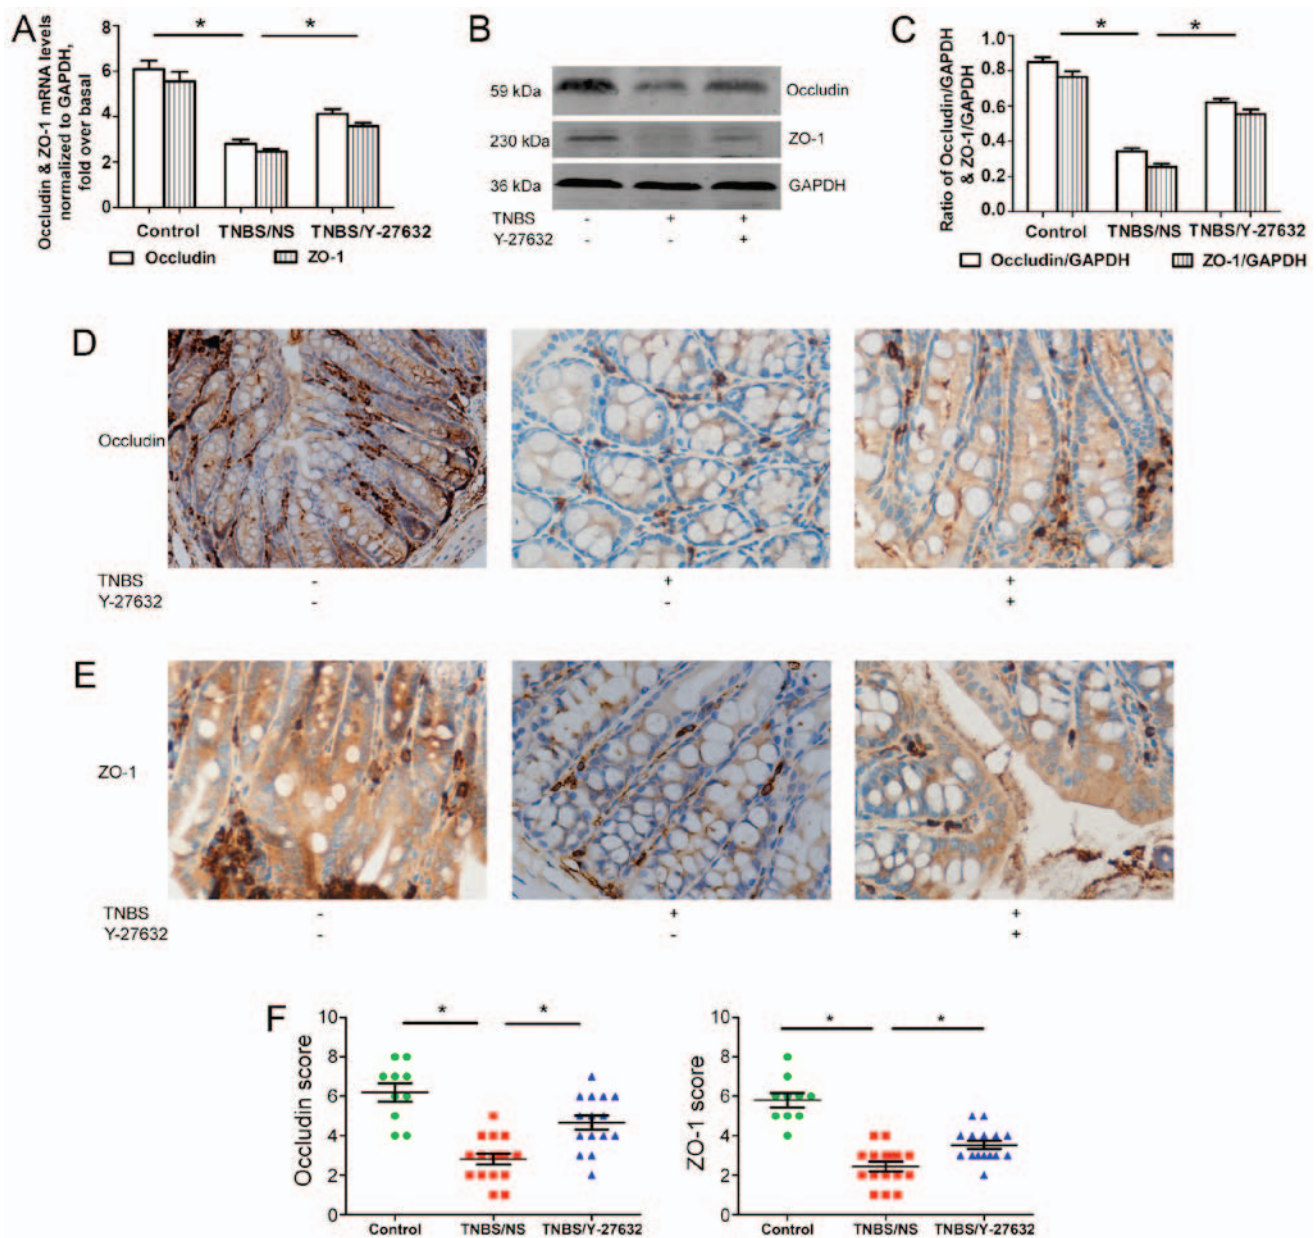 A
Occludin & ZO-1 mRNA levels
normalized to GAPDH,
fold over basal
8
6
4
2
0
*
*
Control
TNBS/NS
TNBS/Y-27632
Occludin
ZO-1
B
59 kDa
Occludin
230 kDa
ZO-1
36 kDa
GAPDH
TNBS - + +
Y-27632 - - +
C
Ratio of Occludin/GAPDH
& ZO-1/GAPDH
1.0
0.8
0.6
0.4
0.2
0.0
*
*
Control
TNBS/NS
TNBS/Y-27632
Occludin/GAPDH
ZO-1/GAPDH
D
Occludin
TNBS - + +
Y-27632 - - +
E
ZO-1
TNBS - + +
Y-27632 - - +
F
Occludin score
10
8
6
4
2
0
*
*
Control
TNBS/NS
TNBS/Y-27632
ZO-1 score
10
8
6
4
2
0
*
*
Control
TNBS/NS
TNBS/Y-27632